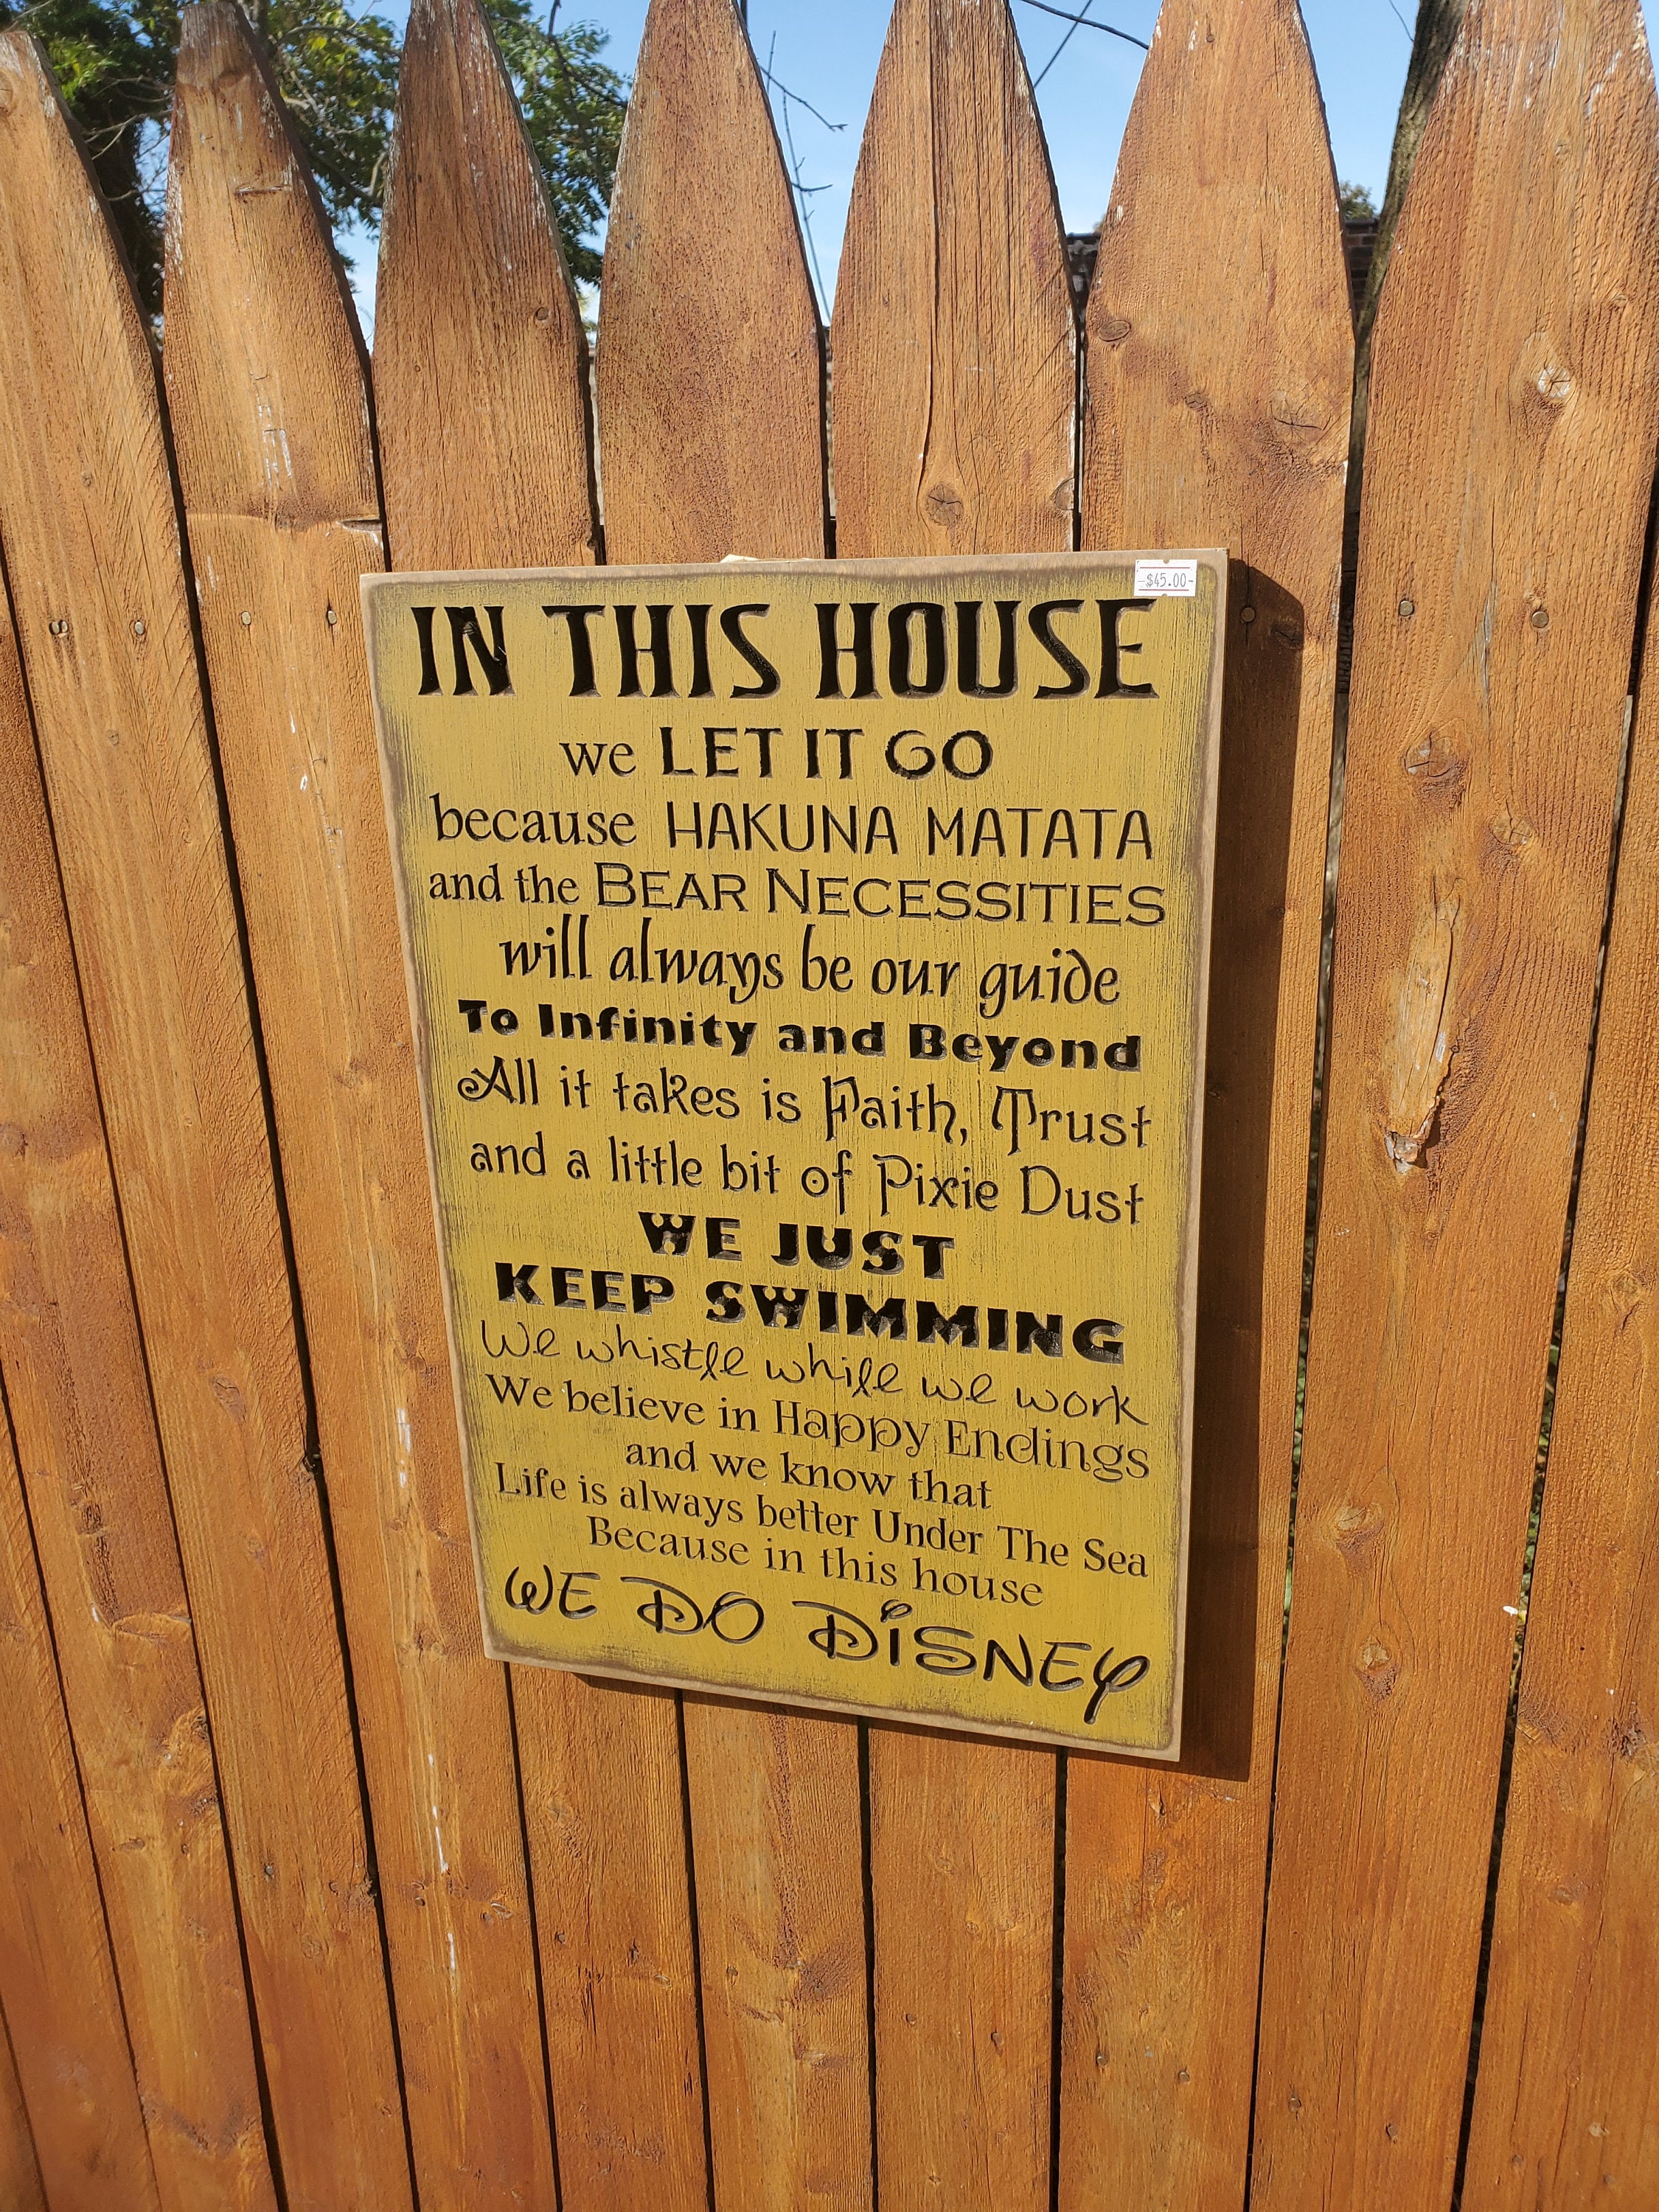 -$45.00-
IN THIS HOUSE
we LET IT GO
because HAKUNA MATATA
and the BEAR NECESSITIES
will always be our guide
To Infinity and Beyond
All it takes is Faith, Trust
and a little bit of Pixie Dust
WE JUST
KEEP SWIMMING
We whistle while we work
We believe in Happy Endings
and we know that
Life is always better Under The Sea
Because in this house
WE DO DiSNEY